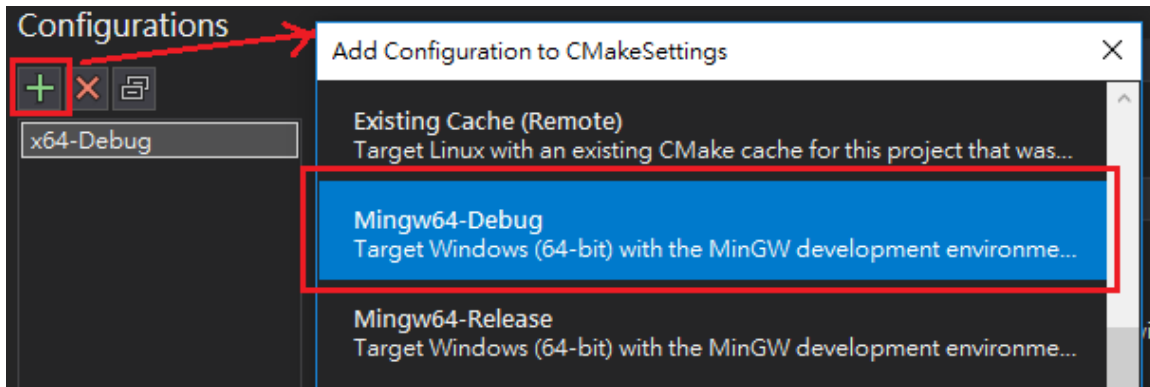 Configurations
Add Configuration to CMakeSettings
x64-Debug
Existing Cache (Remote)
Target Linux with an existing CMake cache for this project that was...
Mingw64-Debug
Target Windows (64-bit) with the MinGW development environme...
Mingw64-Release
Target Windows (64-bit) with the MinGW development environme...